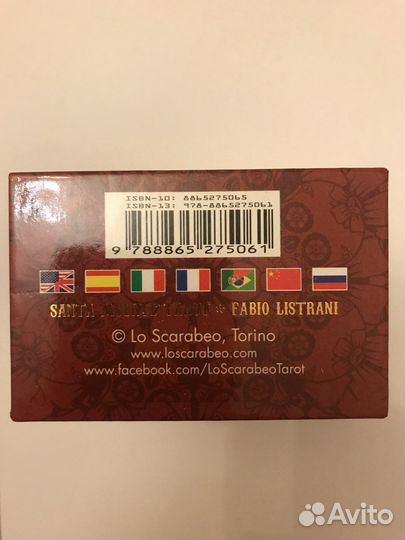 ISBN-10: 8865275065
ISBN-13: 978-8865275061
9 788865 275061
SANTA MUERTE TAROT * FABIO LISTRANI
© Lo Scarabeo, Torino
www.loscarabeo.com
www.facebook.com/LoScarabeoTarot
Avito